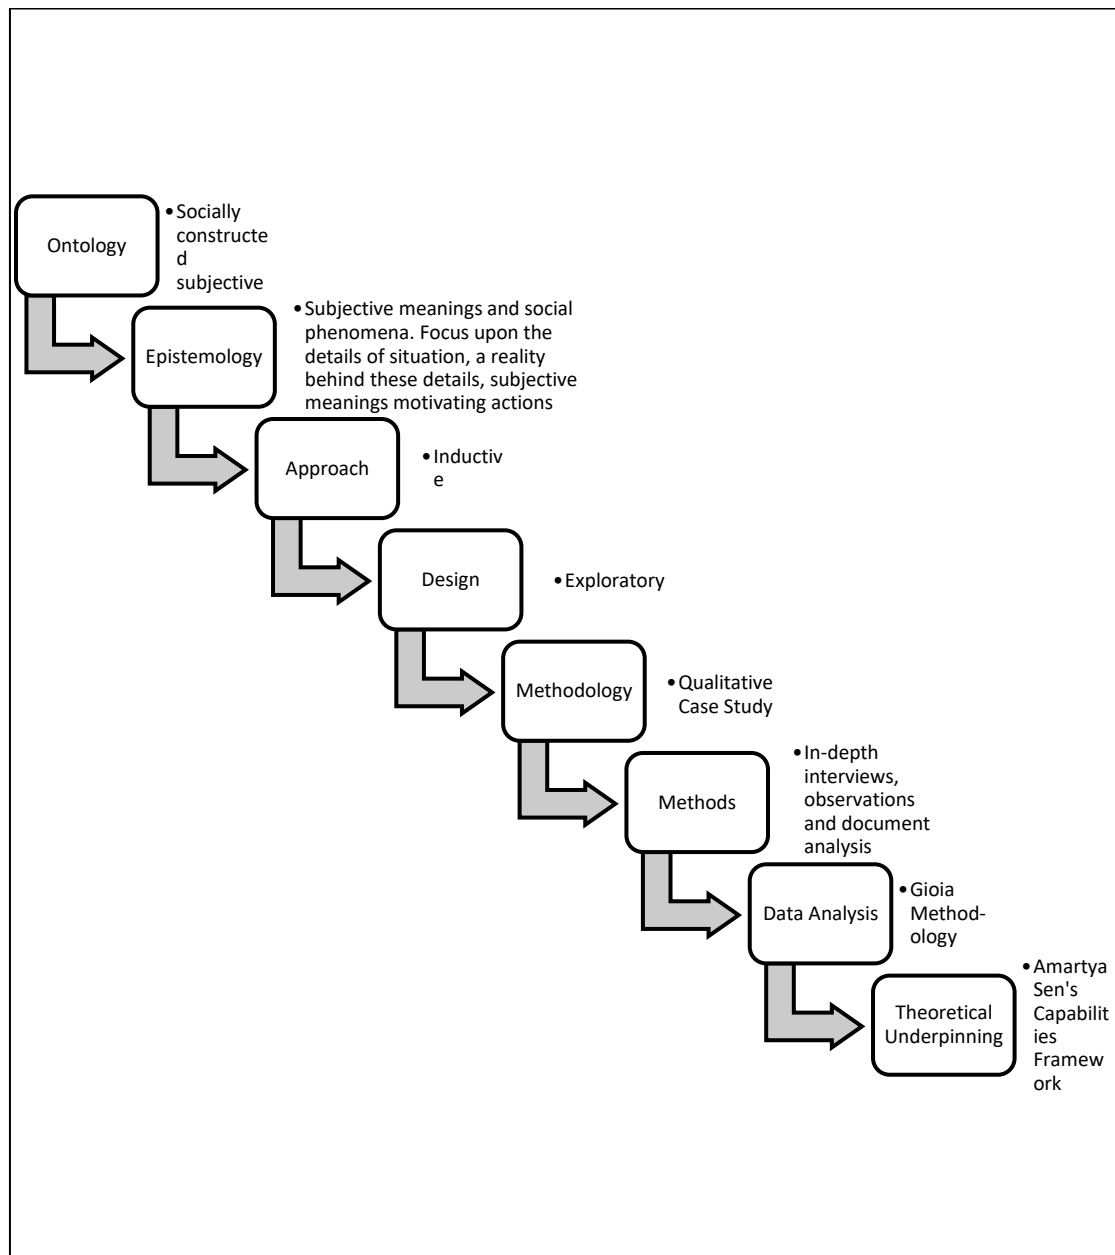 Ontology
•Socially
constructe
d
subjective
Epistemology
•Subjective meanings and social
phenomena. Focus upon the
details of situation, a reality
behind these details, subjective
meanings motivating actions
Approach
•Inductiv
e
Design
•Exploratory
Methodology
•Qualitative
Case Study
Methods
•In-depth
interviews,
observations
and document
analysis
Data Analysis
•Gioia
Method-
ology
Theoretical
Underpinning
•Amartya
Sen's
Capabilit
ies
Framew
ork